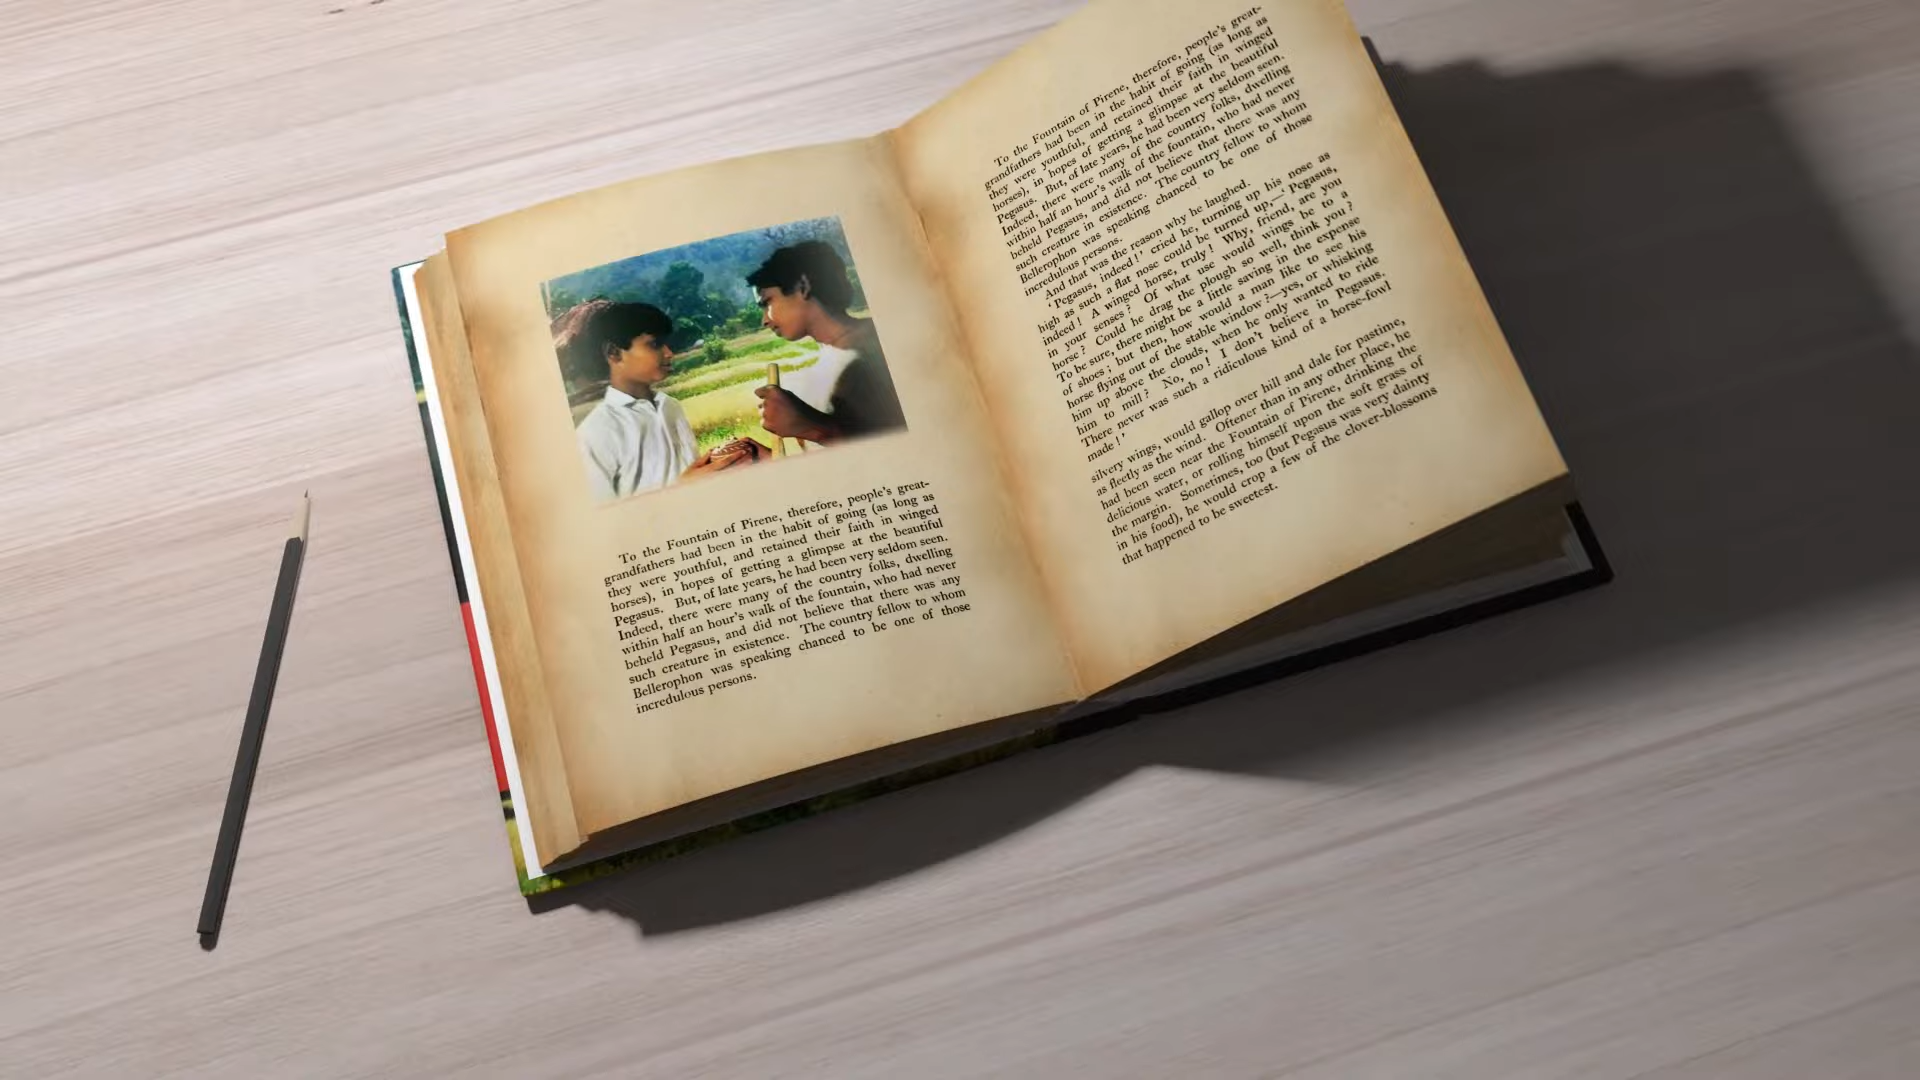 To the Fountain of Pirene, therefore, people's great-
grandfathers had been in the habit of going (as long as
they were youthful, and retained their faith in winged
horses), in hopes of getting a glimpse at the beautiful
Pegasus. But, of late years, he had been very seldom seen.
Indeed, there were many of the country folks, dwelling
within half an hour's walk of the fountain, who had never
beheld Pegasus, and did not believe that there was any
such creature in existence. The country fellow to whom
Bellerophon was speaking chanced to be one of those
incredulous persons.
To the Fountain of Pirene, therefore, people's great-
grandfathers had been in the habit of going (as long as
they were youthful, and retained their faith in winged
horses), in hopes of getting a glimpse at the beautiful
Pegasus. But, of late years, he had been very seldom seen.
Indeed, there were many of the country folks, dwelling
within half an hour's walk of the fountain, who had never
beheld Pegasus, and did not believe that there was any
such creature in existence. The country fellow to whom
Bellerophon was speaking chanced to be one of those
incredulous persons.
And that was the reason why he laughed.
'Pegasus, indeed!' cried he, turning up his nose as
high as such a flat nose could be turned up,—'Pegasus,
indeed! A winged horse, truly! Why, friend, are you
in your senses? Of what use would wings be to a
horse? Could he drag the plough so well, think you?
To be sure, there might be a little saving in the expense
of shoes; but then, how would a man like to see his
horse flying out of the stable window?—yes, or whisking
him up above the clouds, when he only wanted to ride
him to mill? No, no! I don't believe in Pegasus.
There never was such a ridiculous kind of a horse-fowl
made!'
silvery wings, would gallop over hill and dale for pastime,
as fleetly as the wind. Oftener than in any other place, he
had been seen near the Fountain of Pirene, drinking the
delicious water, or rolling himself upon the soft grass of
the margin. Sometimes, too (but Pegasus was very dainty
in his food), he would crop a few of the clover-blossoms
that happened to be sweetest.